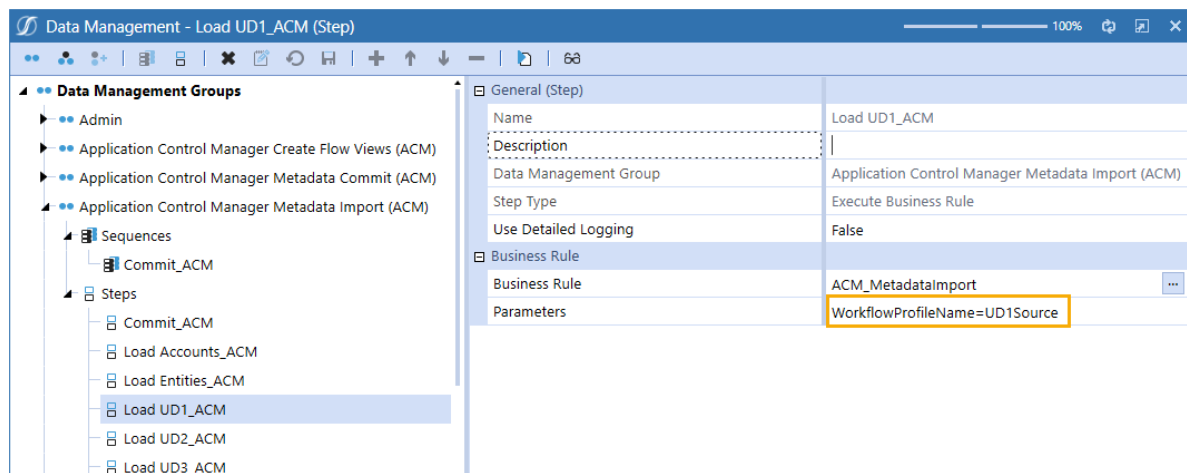 Data Management - Load UD1_ACM (Step)
100%
Data Management Groups
Admin
Application Control Manager Create Flow Views (ACM)
Application Control Manager Metadata Commit (ACM)
Application Control Manager Metadata Import (ACM)
Sequences
Commit_ACM
Steps
Commit_ACM
Load Accounts_ACM
Load Entities_ACM
Load UD1_ACM
Load UD2_ACM
Load UD3_ACM
General (Step)
Name Load UD1_ACM
Description
Data Management Group Application Control Manager Metadata Import (ACM)
Step Type Execute Business Rule
Use Detailed Logging False
Business Rule
Business Rule ACM_MetadataImport ...
Parameters WorkflowProfileName=UD1Source